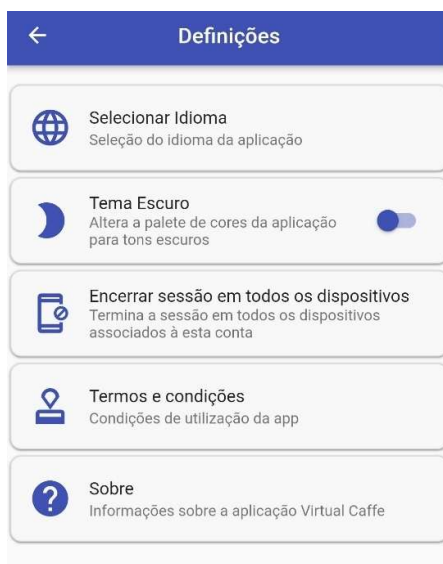 Definições
Selecionar Idioma
Seleção do idioma da aplicação
Tema Escuro
Altera a palete de cores da aplicação
para tons escuros
Encerrar sessão em todos os dispositivos
Termina a sessão em todos os dispositivos
associados à esta conta
Termos e condições
Condições de utilização da app
Sobre
Informações sobre a aplicação Virtual Caffe